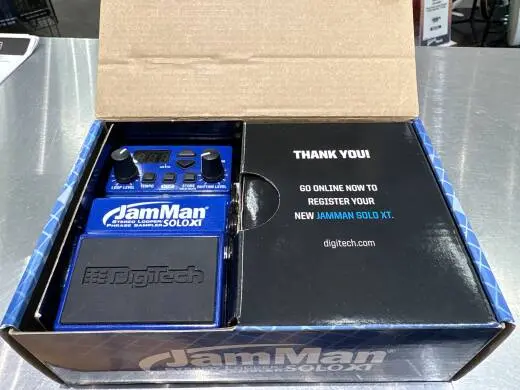 LOOP LEVEL
TEMPO
STORE
RHYTHM LEVEL
JamMan
STEREO LOOPER
PHRASE SAMPLER SOLO XT
DigiTech
THANK YOU!
GO ONLINE NOW TO
REGISTER YOUR
NEW JAMMAN SOLO XT.
digitech.com
JamMan
SOLO XT